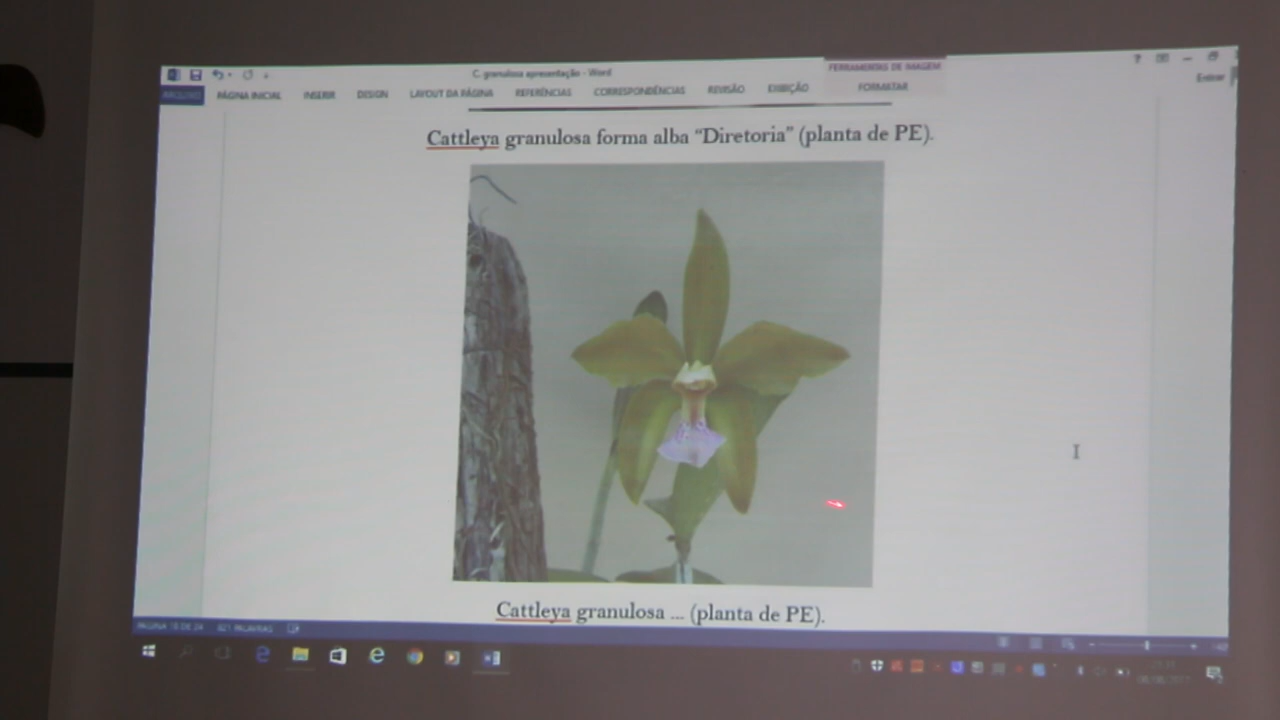 C. granulosa apresentação - Word
FERRAMENTAS DE IMAGEM
ARQUIVO PÁGINA INICIAL INSERIR DESIGN LAYOUT DA PÁGINA REFERÊNCIAS CORRESPONDÊNCIAS REVISÃO EXIBIÇÃO FORMATAR Entrar
Cattleya granulosa forma alba “Diretoria” (planta de PE).
Cattleya granulosa ... (planta de PE).
PALAVRAS